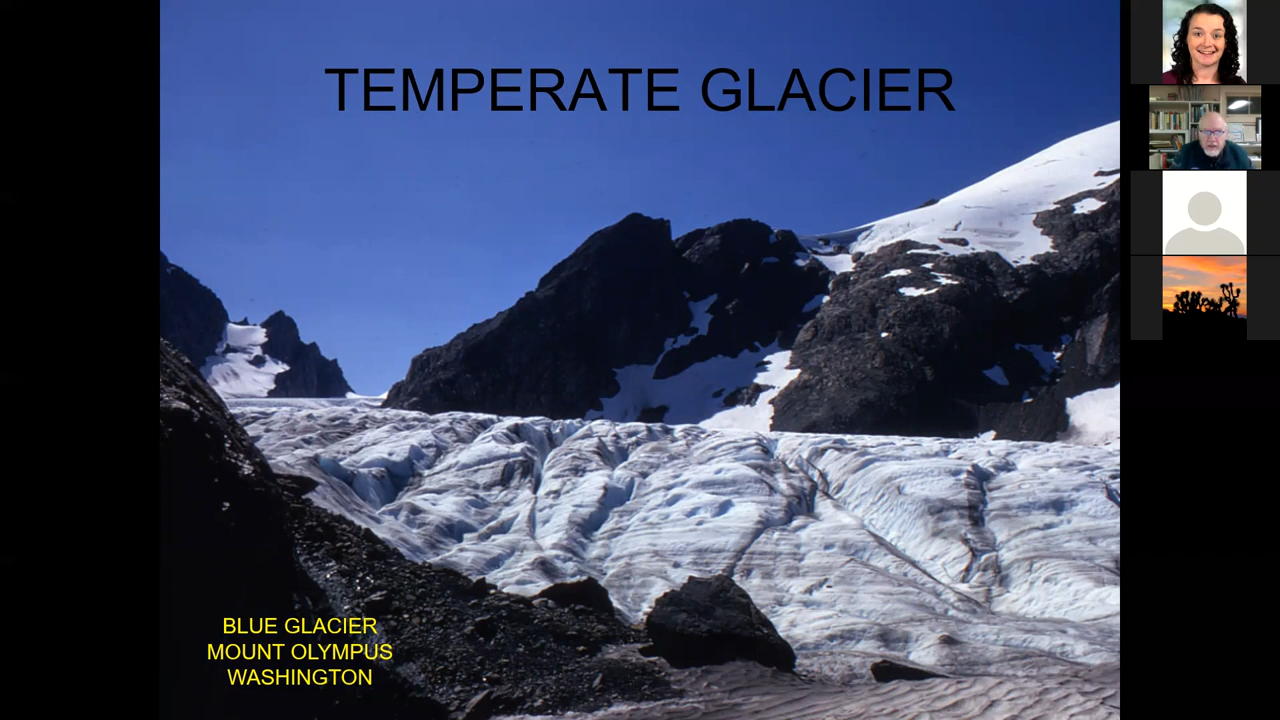 TEMPERATE GLACIER
BLUE GLACIER
MOUNT OLYMPUS
WASHINGTON